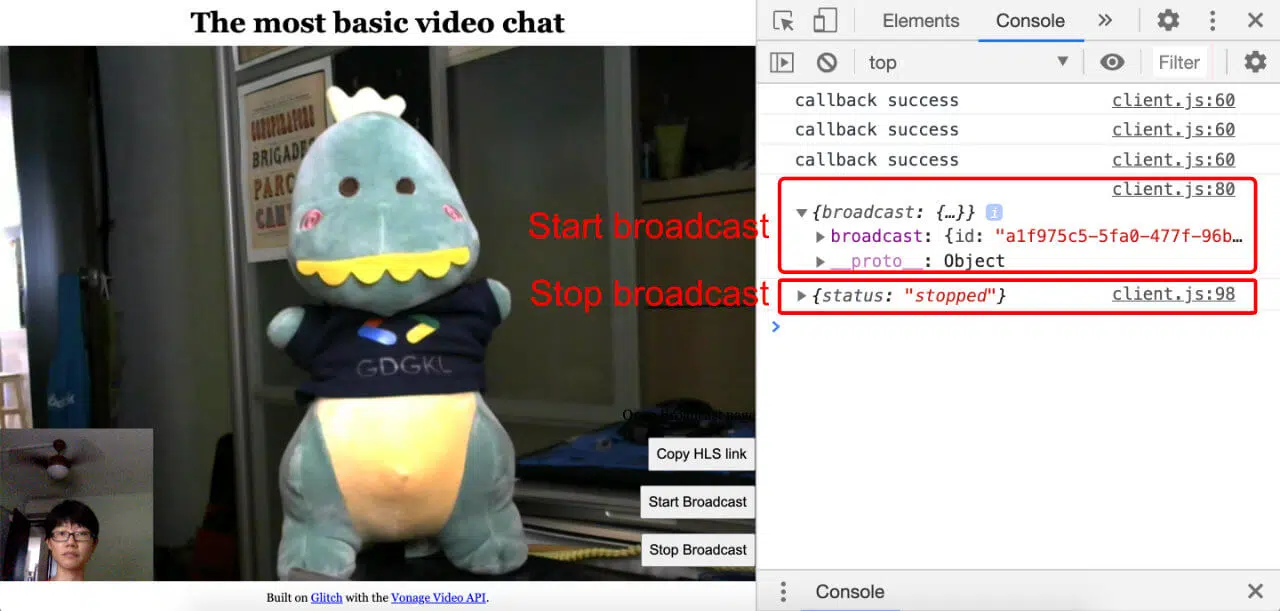 The most basic video chat
CONSPIRATORS
BRIGADE
GDGKL
Start broadcast
Stop broadcast
Copy HLS link
Start Broadcast
Stop Broadcast
Built on Glitch with the Vonage Video API.
Elements Console »
top Filter
callback success client.js:60
callback success client.js:60
callback success client.js:60
client.js:80
▼{broadcast: {…}} i
▶broadcast: {id: "a1f975c5-5fa0-477f-96b…
▶__proto__: Object
▶{status: "stopped"} client.js:98
>
Console